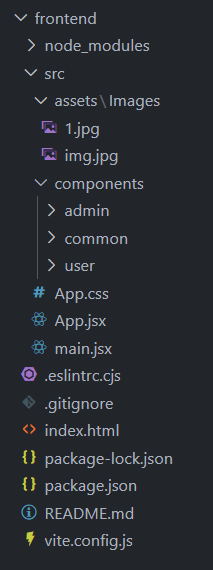 frontend
node_modules
src
assets\Images
1.jpg
img.jpg
components
admin
common
user
App.css
App.jsx
main.jsx
.eslintrc.cjs
.gitignore
index.html
package-lock.json
package.json
README.md
vite.config.js